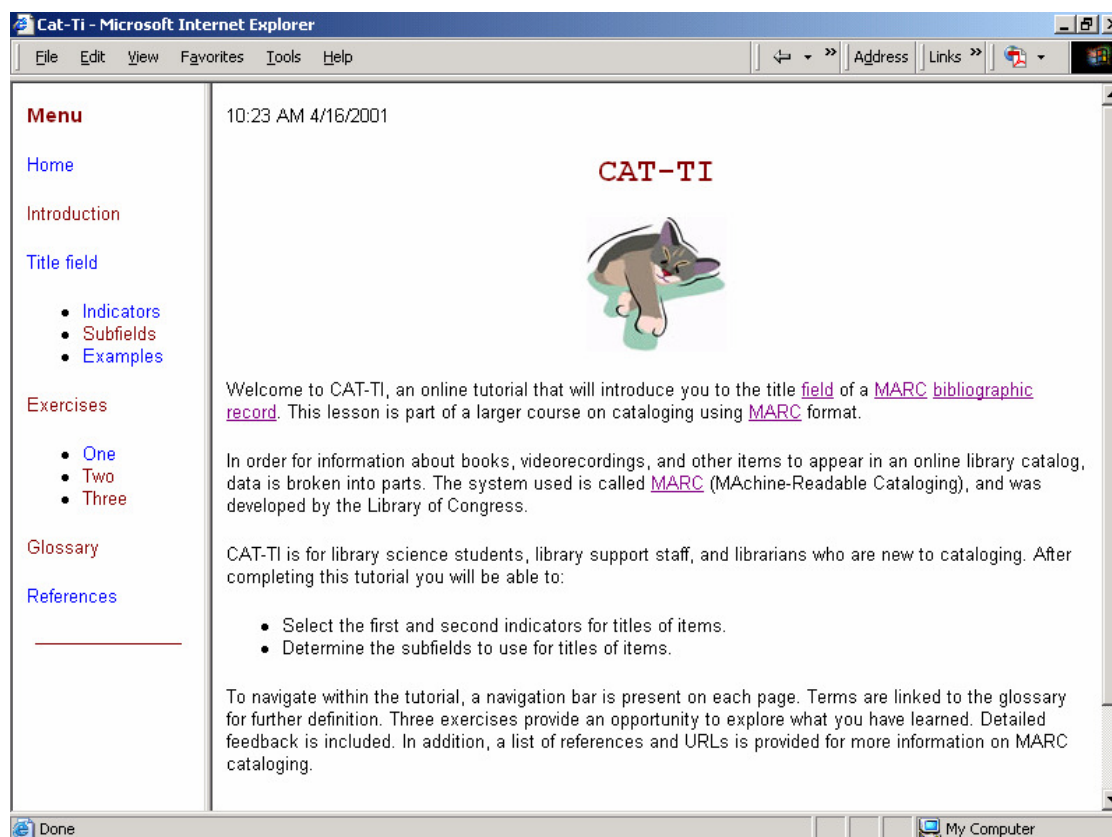 Cat-Ti - Microsoft Internet Explorer
File Edit View Favorites Tools Help
» Address Links »
Menu
Home
Introduction
Title field
• Indicators
• Subfields
• Examples
Exercises
• One
• Two
• Three
Glossary
References
10:23 AM 4/16/2001
CAT-TI
Welcome to CAT-TI, an online tutorial that will introduce you to the title field of a MARC bibliographic
record. This lesson is part of a larger course on cataloging using MARC format.
In order for information about books, videorecordings, and other items to appear in an online library catalog,
data is broken into parts. The system used is called MARC (MAchine-Readable Cataloging), and was
developed by the Library of Congress.
CAT-TI is for library science students, library support staff, and librarians who are new to cataloging. After
completing this tutorial you will be able to:
• Select the first and second indicators for titles of items.
• Determine the subfields to use for titles of items.
To navigate within the tutorial, a navigation bar is present on each page. Terms are linked to the glossary
for further definition. Three exercises provide an opportunity to explore what you have learned. Detailed
feedback is included. In addition, a list of references and URLs is provided for more information on MARC
cataloging.
Done
My Computer